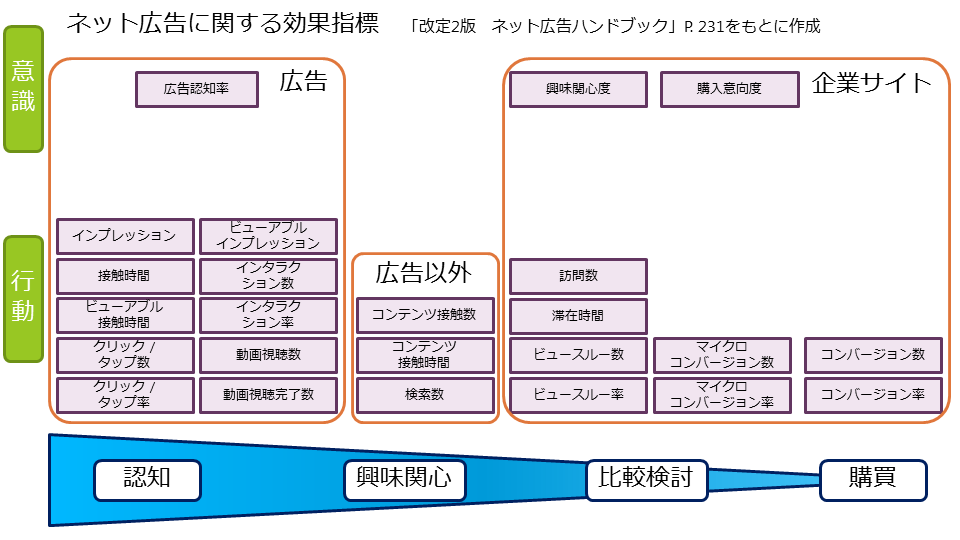 ネット広告に関する効果指標
「改定2版　ネット広告ハンドブック」P. 231をもとに作成
意識
広告
広告認知率
興味関心度
購入意向度
企業サイト
行動
インプレッション
ビューアブル
インプレッション
接触時間
インタラク
ション数
ビューアブル
接触時間
インタラク
ション率
クリック /
タップ数
動画視聴数
クリック /
タップ率
動画視聴完了数
広告以外
コンテンツ接触数
コンテンツ
接触時間
検索数
訪問数
滞在時間
ビュースルー数
マイクロ
コンバージョン数
コンバージョン数
ビュースルー率
マイクロ
コンバージョン率
コンバージョン率
認知
興味関心
比較検討
購買